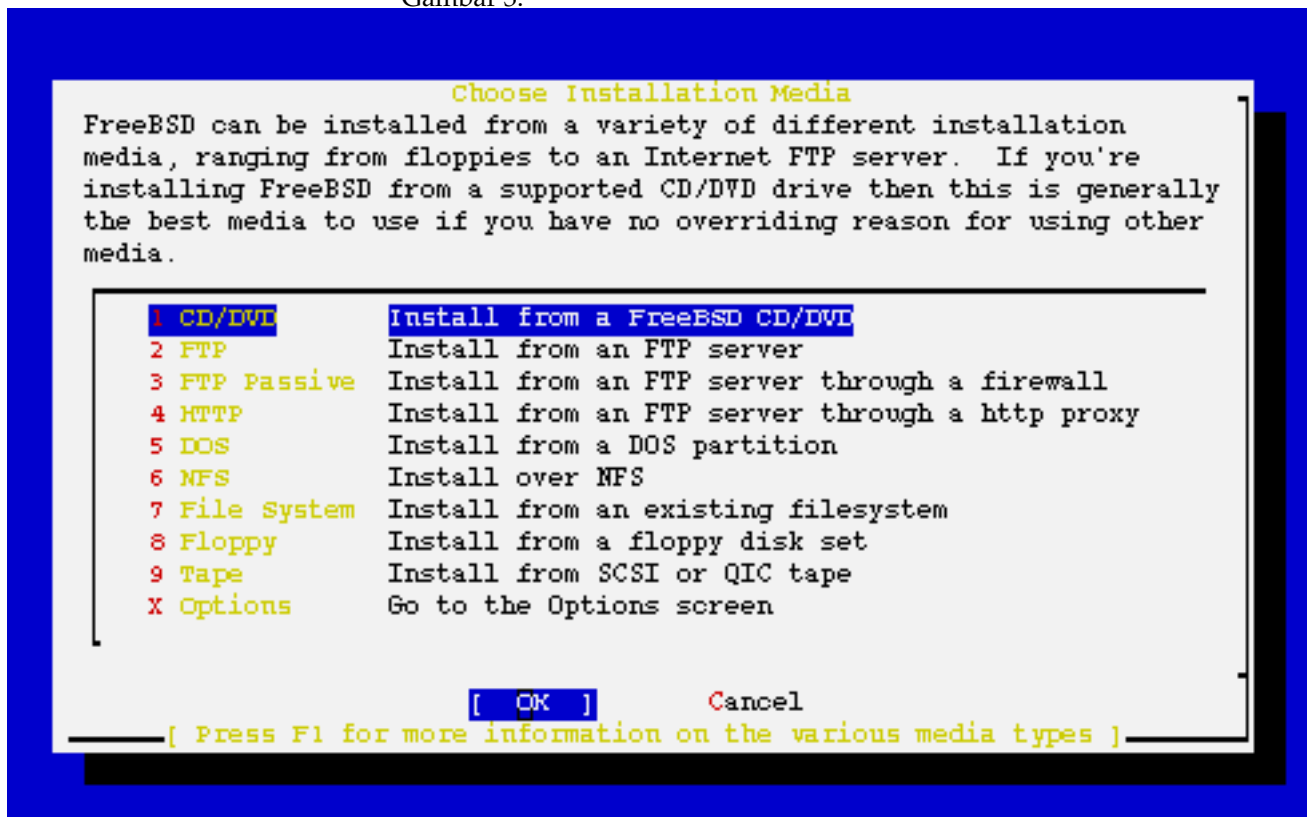 Gambar 3.
Choose Installation Media
FreeBSD can be installed from a variety of different installation
media, ranging from floppies to an Internet FTP server.  If you're
installing FreeBSD from a supported CD/DVD drive then this is generally
the best media to use if you have no overriding reason for using other
media.
1 CD/DVD Install from a FreeBSD CD/DVD
2 FTP Install from an FTP server
3 FTP Passive Install from an FTP server through a firewall
4 HTTP Install from an FTP server through a http proxy
5 DOS Install from a DOS partition
6 NFS Install over NFS
7 File System Install from an existing filesystem
8 Floppy Install from a floppy disk set
9 Tape Install from SCSI or QIC tape
X Options Go to the Options screen
[ OK ] Cancel
[ Press F1 for more information on the various media types ]